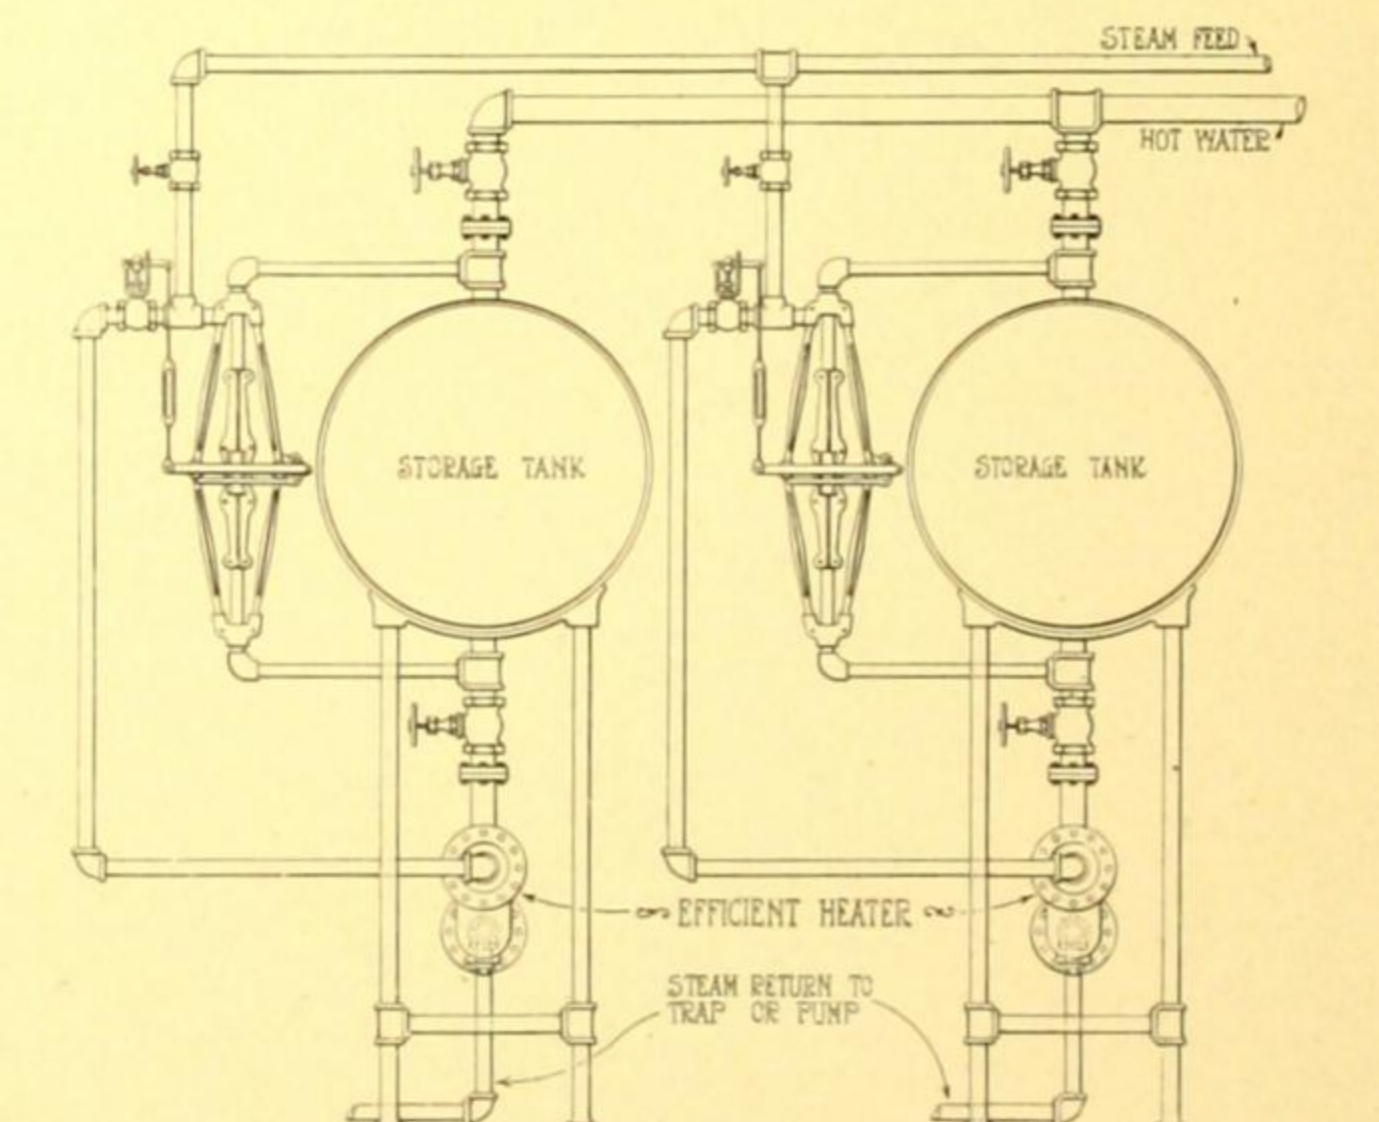 STEAM FEED
HOT WATER
STORAGE TANK
STORAGE TANK
EFFICIENT HEATER
STEAM RETURN TO
TRAP OR PUMP